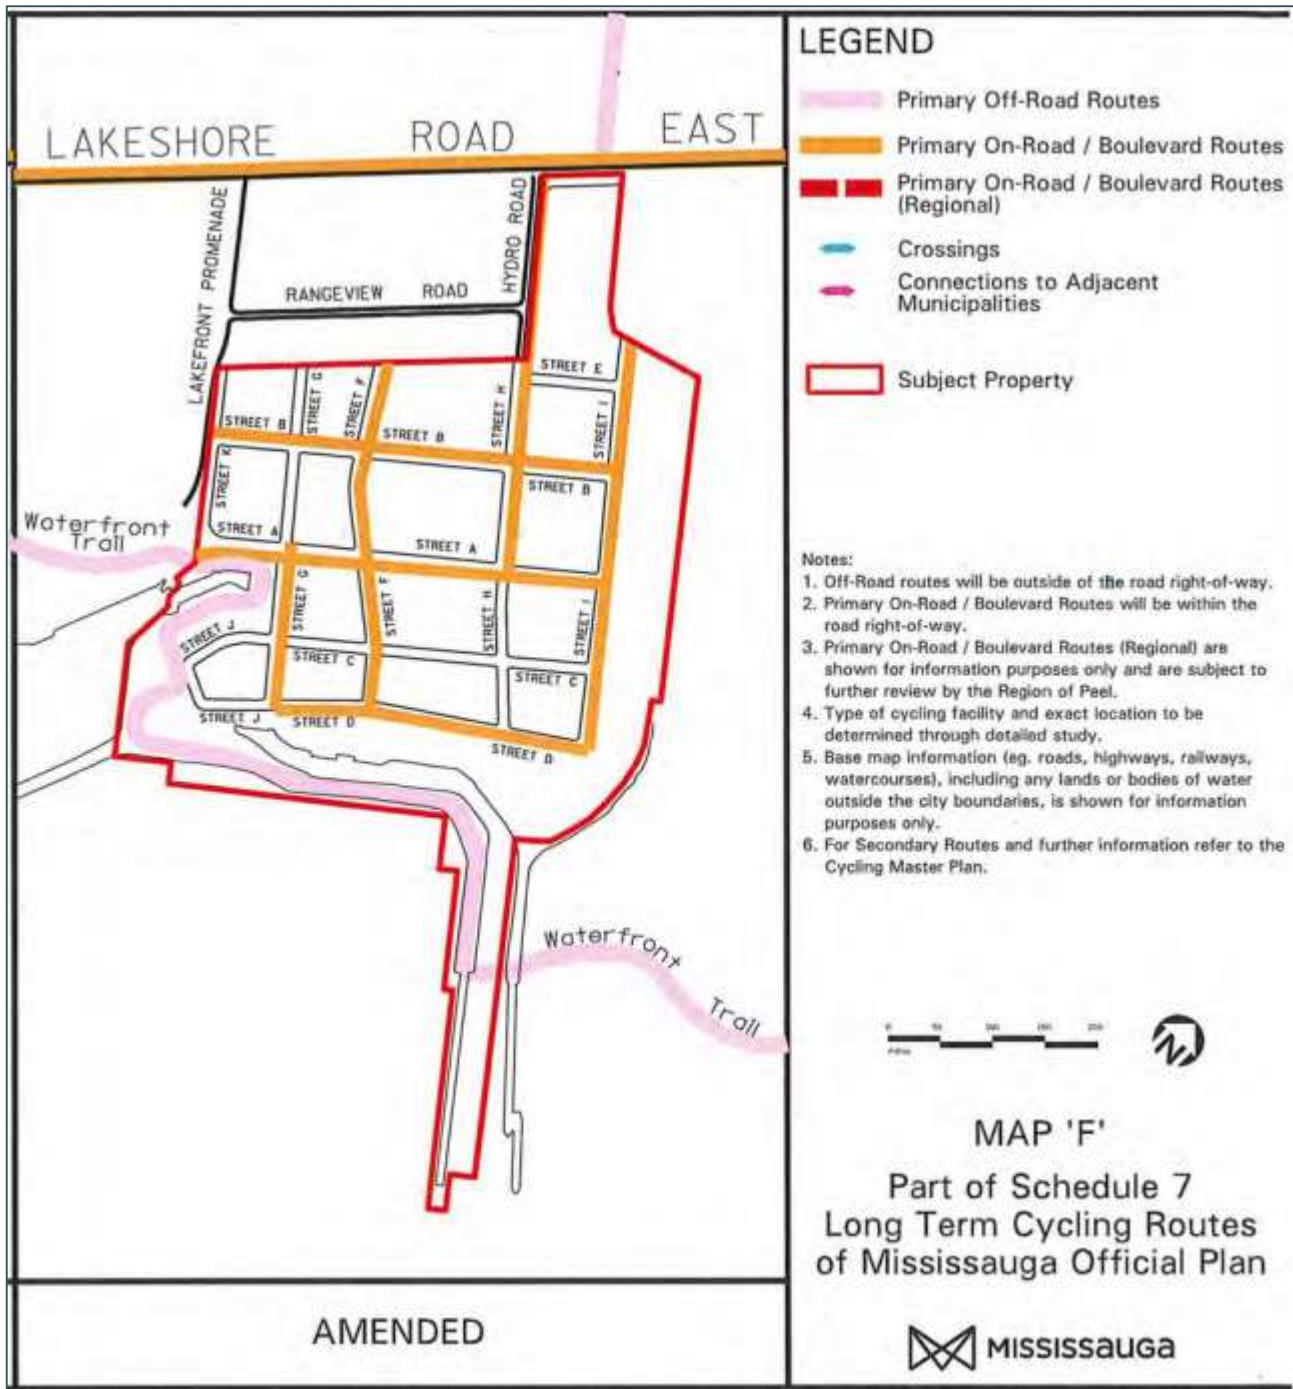 LAKESHORE ROAD EAST
LAKEFRONT PROMENADE
HYDRO ROAD
RANGEVIEW ROAD
STREET E
STREET G
STREET F
STREET H
STREET I
STREET B
STREET B
STREET B
STREET K
STREET A
STREET A
Waterfront
Trail
STREET G
STREET F
STREET H
STREET I
STREET J
STREET C
STREET C
STREET J
STREET D
STREET D
Waterfront
Trail
AMENDED
LEGEND
Primary Off-Road Routes
Primary On-Road / Boulevard Routes
Primary On-Road / Boulevard Routes
(Regional)
Crossings
Connections to Adjacent
Municipalities
Subject Property
Notes:
1. Off-Road routes will be outside of the road right-of-way.
2. Primary On-Road / Boulevard Routes will be within the
road right-of-way.
3. Primary On-Road / Boulevard Routes (Regional) are
shown for information purposes only and are subject to
further review by the Region of Peel.
4. Type of cycling facility and exact location to be
determined through detailed study.
5. Base map information (eg. roads, highways, railways,
watercourses), including any lands or bodies of water
outside the city boundaries, is shown for information
purposes only.
6. For Secondary Routes and further information refer to the
Cycling Master Plan.
0 50 100 150 200
N
MAP 'F'
Part of Schedule 7
Long Term Cycling Routes
of Mississauga Official Plan
MISSISSAUGA